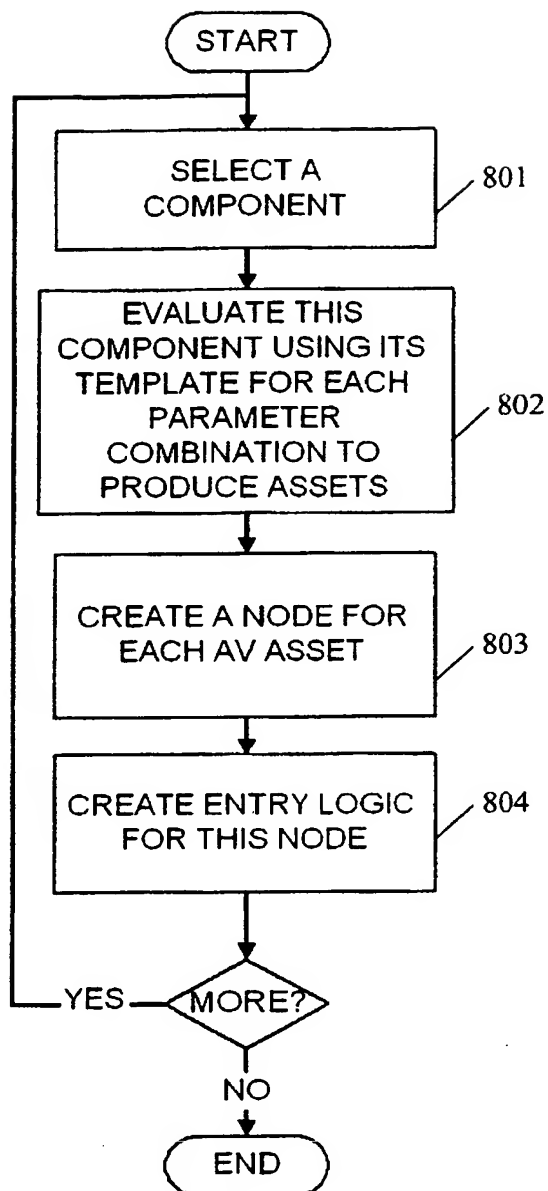 START
SELECT A
COMPONENT
801
EVALUATE THIS
COMPONENT USING ITS
TEMPLATE FOR EACH
PARAMETER
COMBINATION TO
PRODUCE ASSETS
802
CREATE A NODE FOR
EACH AV ASSET
803
CREATE ENTRY LOGIC
FOR THIS NODE
804
YES
MORE?
NO
END